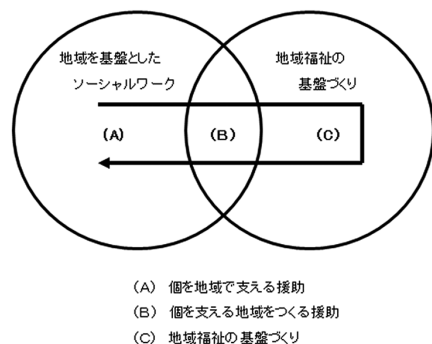 地域を基盤とした
ソーシャルワーク
地域福祉の
基盤づくり
(A)
(B)
(C)
(A) 個を地域で支える援助
(B) 個を支える地域をつくる援助
(C) 地域福祉の基盤づくり